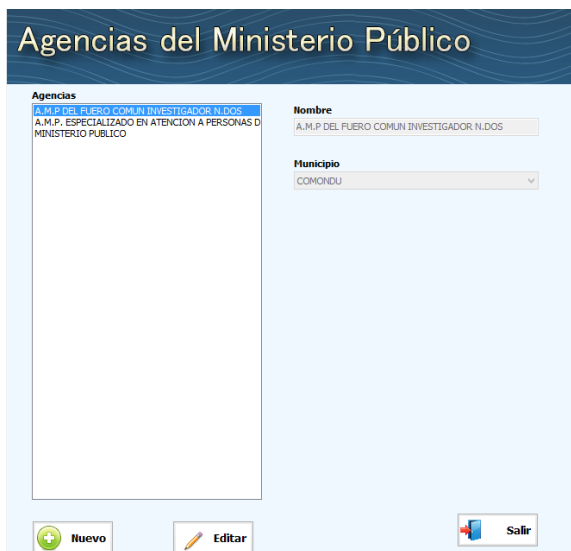 Agencias del Ministerio Público
Agencias
A.M.P DEL FUERO COMUN INVESTIGADOR N.DOS
A.M.P. ESPECIALIZADO EN ATENCION A PERSONAS D
MINISTERIO PUBLICO
Nombre
A.M.P DEL FUERO COMUN INVESTIGADOR N.DOS
Municipio
COMONDU
Nuevo
Editar
Salir